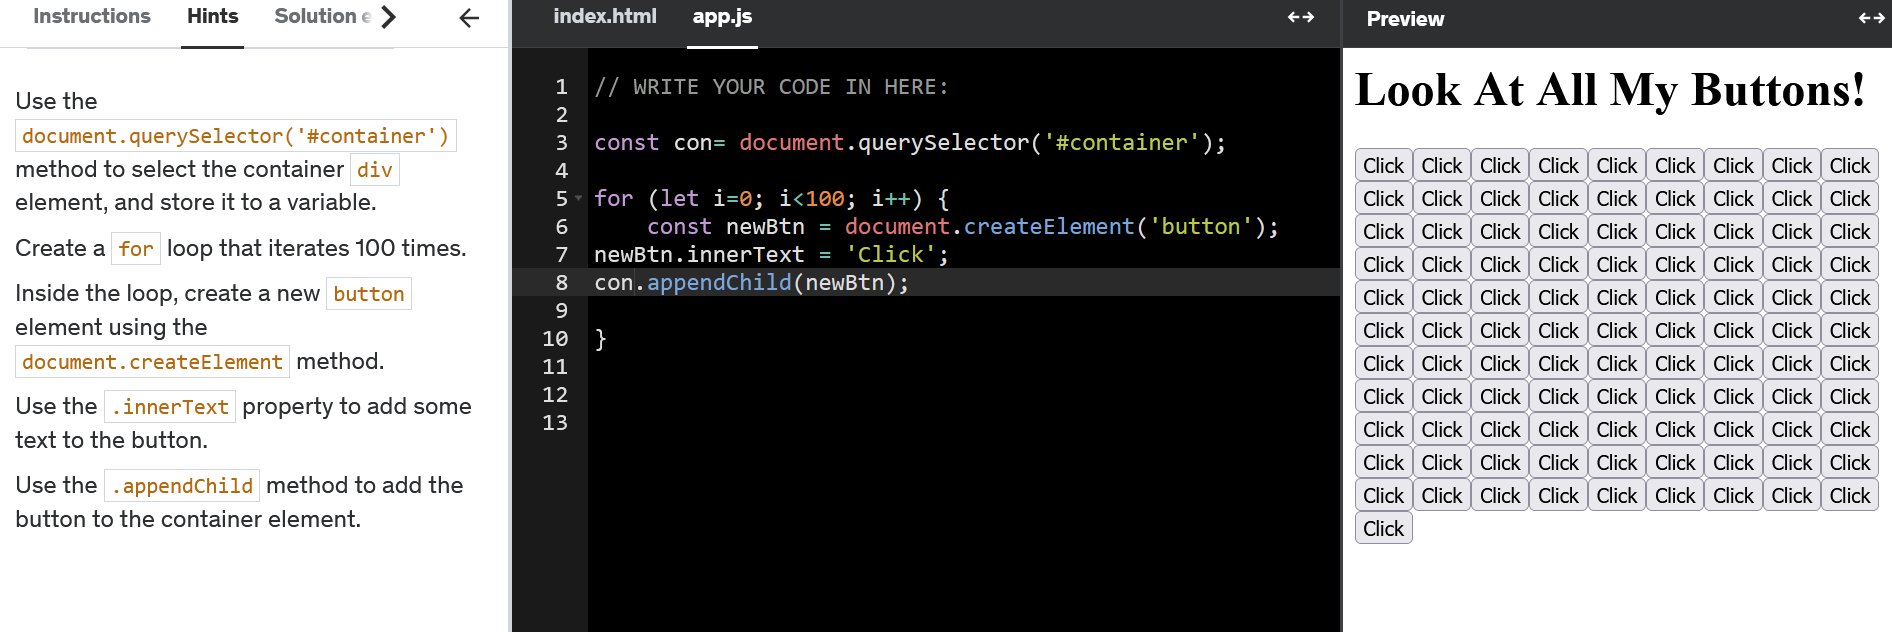 Instructions Hints Solution
Use the
document.querySelector('#container')
method to select the container div
element, and store it to a variable.
Create a for loop that iterates 100 times.
Inside the loop, create a new button
element using the
document.createElement method.
Use the .innerText property to add some
text to the button.
Use the .appendChild method to add the
button to the container element.
index.html app.js
1 // WRITE YOUR CODE IN HERE:
2
3 const con= document.querySelector('#container');
4
5 for (let i=0; i<100; i++) {
6 const newBtn = document.createElement('button');
7 newBtn.innerText = 'Click';
8 con.appendChild(newBtn);
9
10 }
11
12
13
Preview
Look At All My Buttons!
Click Click Click Click Click Click Click Click Click
Click Click Click Click Click Click Click Click Click
Click Click Click Click Click Click Click Click Click
Click Click Click Click Click Click Click Click Click
Click Click Click Click Click Click Click Click Click
Click Click Click Click Click Click Click Click Click
Click Click Click Click Click Click Click Click Click
Click Click Click Click Click Click Click Click Click
Click Click Click Click Click Click Click Click Click
Click Click Click Click Click Click Click Click Click
Click Click Click Click Click Click Click Click Click
Click